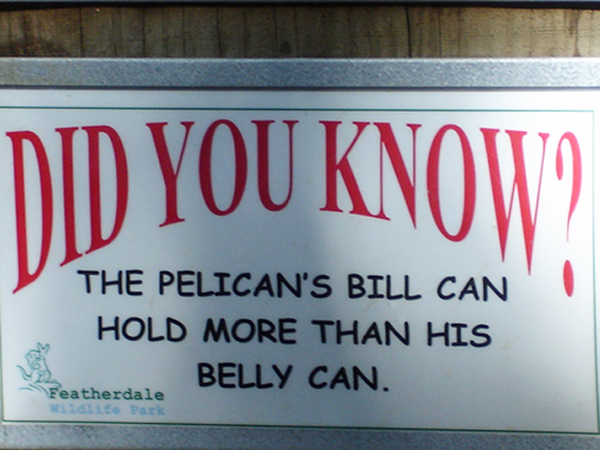 DID YOU KNOW?
THE PELICAN'S BILL CAN
HOLD MORE THAN HIS
BELLY CAN.
Featherdale
Wildlife Park